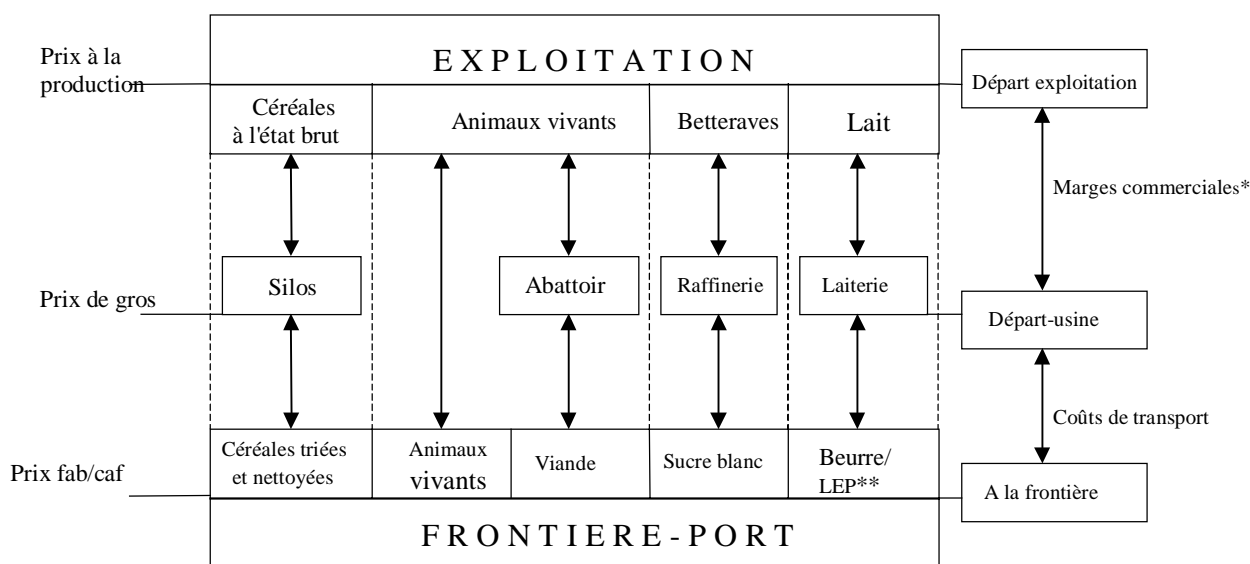 EXPLOITATION
Prix à la
production
Départ exploitation
Céréales
à l'état brut
Animaux vivants
Betteraves
Lait
Marges commerciales*
Silos
Abattoir
Raffinerie
Laiterie
Prix de gros
Départ-usine
Coûts de transport
Céréales triées
et nettoyées
Animaux
vivants
Viande
Sucre blanc
Beurre/
LEP**
Prix fab/caf
A la frontière
FRONTIERE-PORT